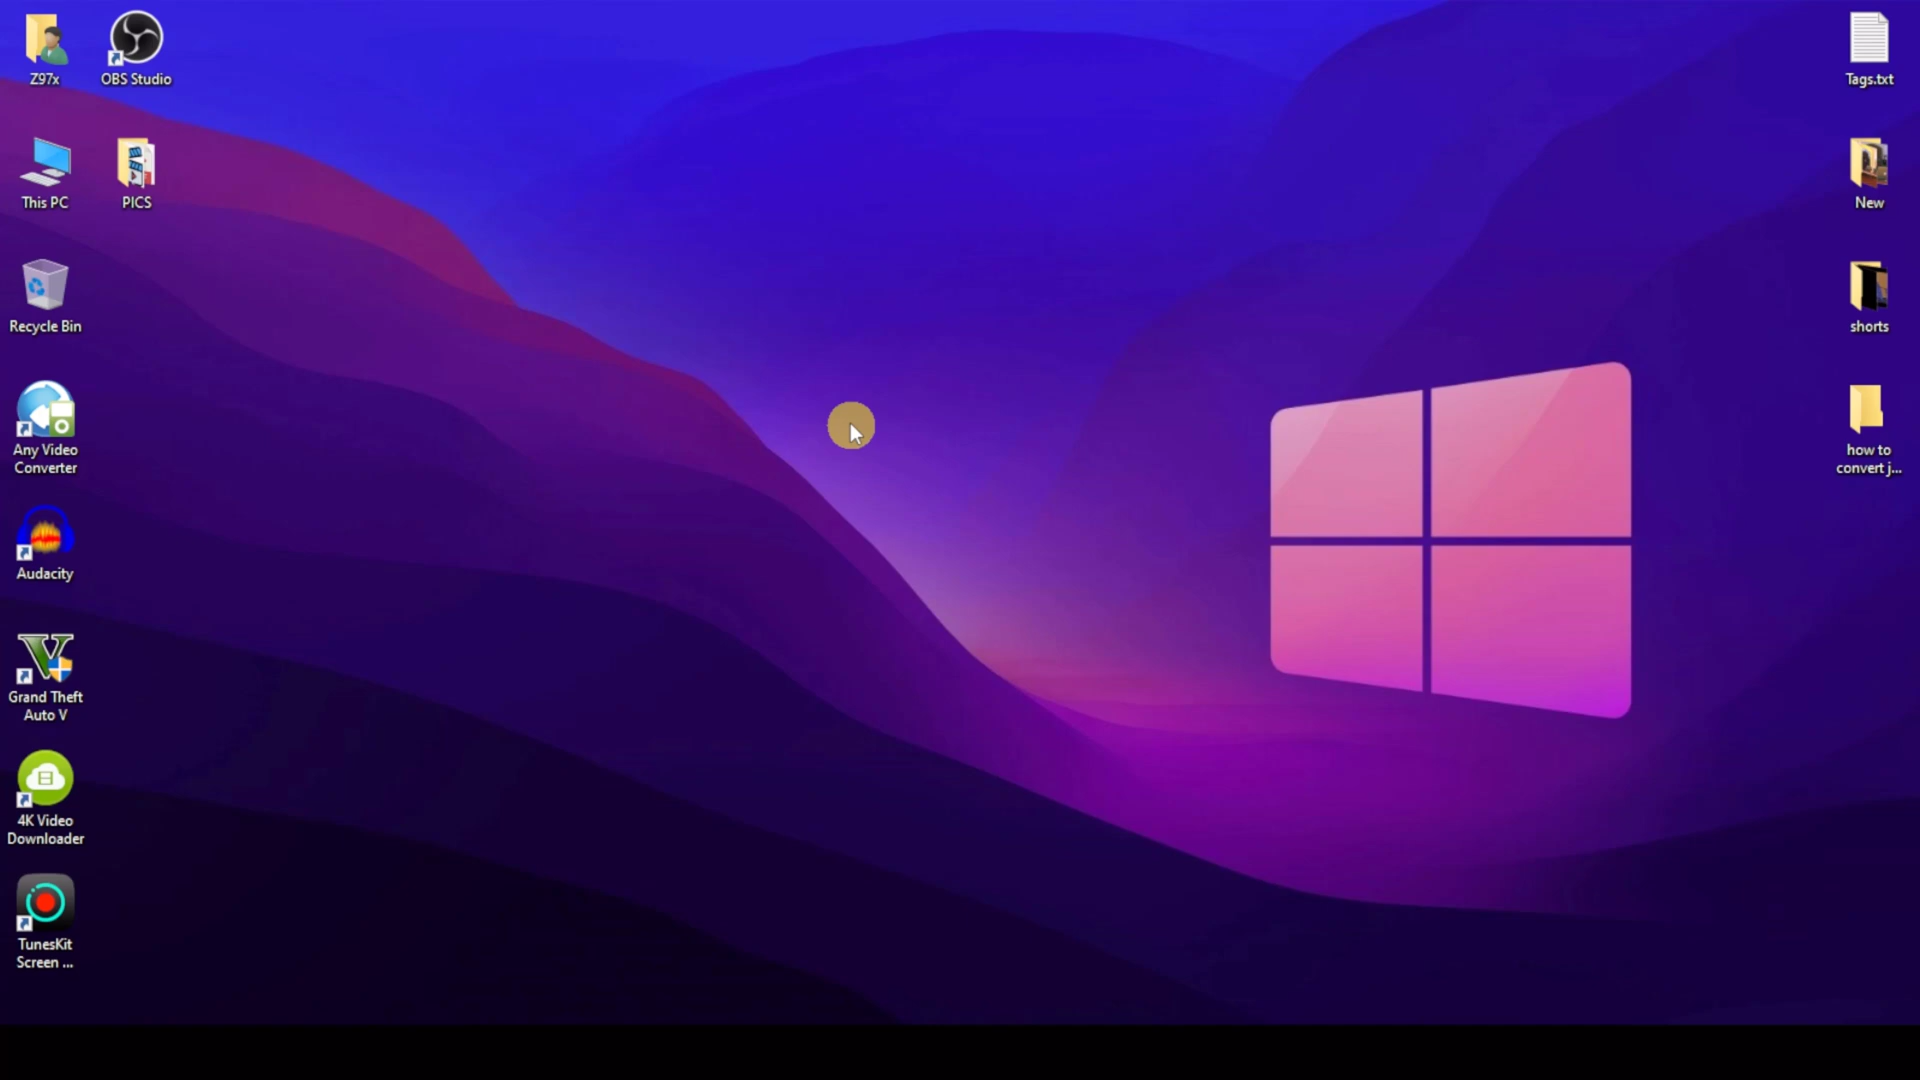 Z97x
OBS Studio
Tags.txt
This PC
PICS
New
Recycle Bin
shorts
Any Video
Converter
how to
convert j...
Audacity
Grand Theft
Auto V
4K Video
Downloader
TunesKit
Screen ...